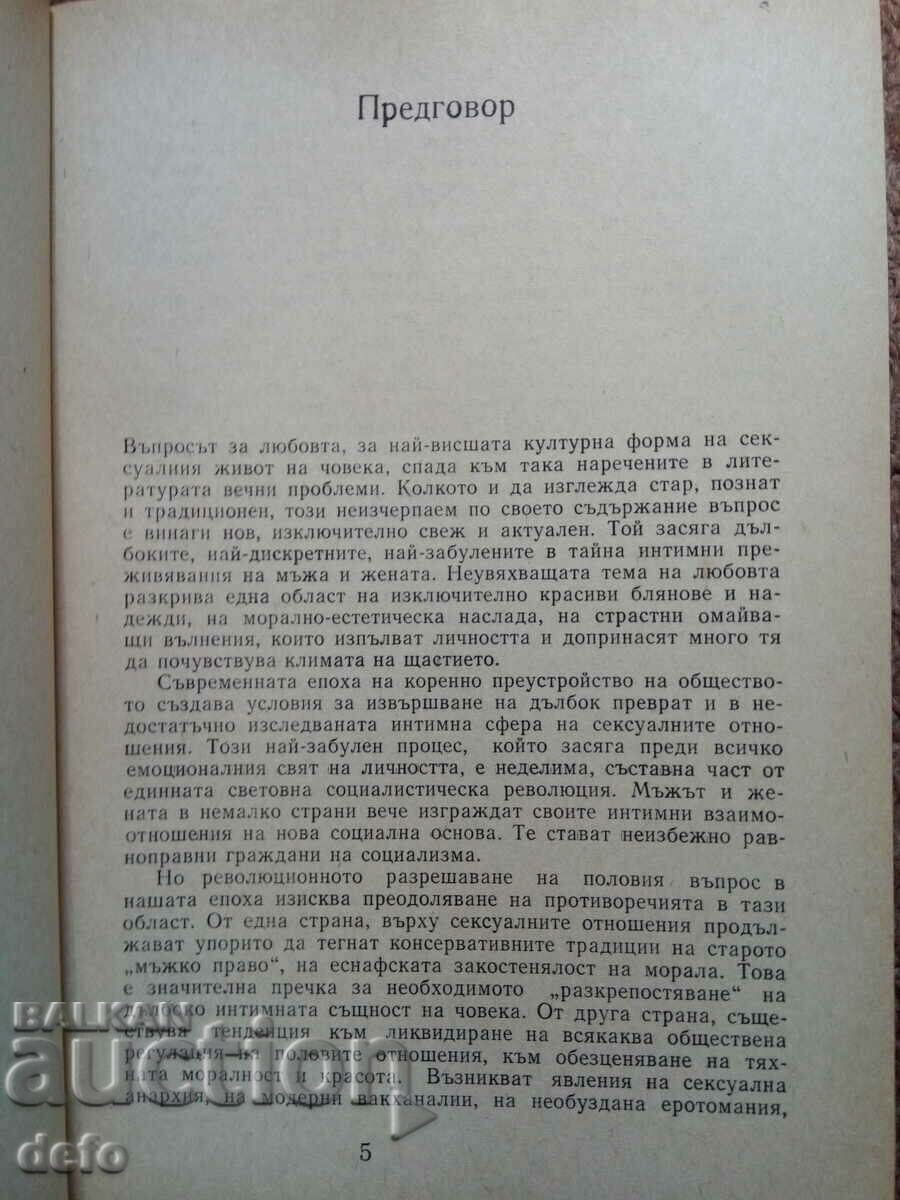 Предговор
Въпросът за любовта, за най-висшата културна форма на сек-
суалния живот на човека, спада към така наречените в лите-
ратурата вечни проблеми. Колкото и да изглежда стар, познат
и традиционен, този неизчерпаем по своето съдържание въпрос
е винаги нов, изключително свеж и актуален. Той засяга дъл-
боките, най-дискретните, най-забулените в тайна интимни пре-
живявания на мъжа и жената. Неувяхващата тема на любовта
разкрива една област на изключително красиви блянове и на-
дежди, на морално-естетическа наслада, на страстни омайва-
щи вълнения, които изпълват личността и допринасят много тя
да почувствува климата на щастието.
Съвременната епоха на коренно преустройство на общество-
то създава условия за извършване на дълбок преврат и в не-
достатъчно изследваната интимна сфера на сексуалните отно-
шения. Този най-забулен процес, който засяга преди всичко
емоционалния свят на личността, е неделима, съставна част от
единната световна социалистическа революция. Мъжът и же-
ната в немалко страни вече изграждат своите интимни взаимо-
отношения на нова социална основа. Те стават неизбежно рав-
ноправни граждани на социализма.
Но революционното разрешаване на половия въпрос в
нашата епоха изисква преодоляване на противоречията в тази
област. От една страна, върху сексуалните отношения продъл-
жават упорито да тегнат консервативните традиции на старото
„мъжко право“, на еснафската закостенялост на морала. Това
е значителна пречка за необходимото „разкрепостяване“ на
дълбоко интимната същност на човека. От друга страна, съще-
ствува тенденция към ликвидиране на всякаква обществена
регулация на половите отношения, към обезценяване на тях-
ната моралност и красота. Възникват явления на сексуална
анархия, на модерни вакханалии, на необуздана еротомания,
5
BALKAN
auction
defo